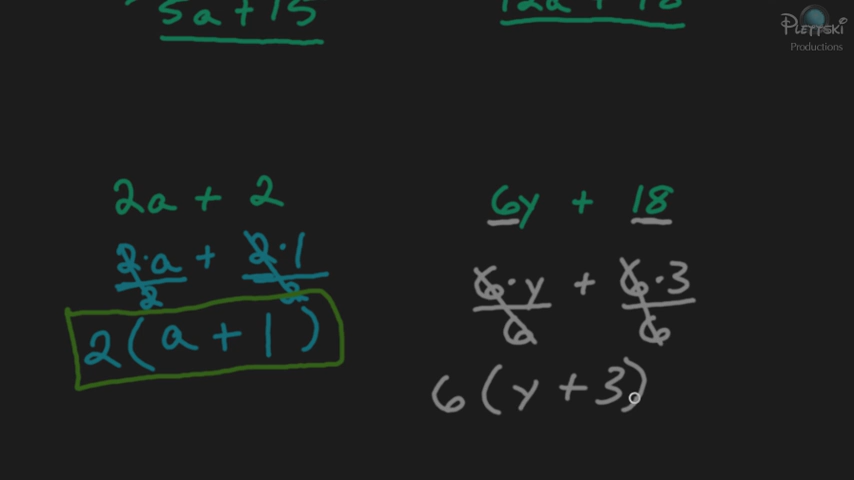 5a + 15
12a + 18
PLETTSKI
Productions
2a + 2
2·a + 2·1
2 2
2(a + 1)
6y + 18
6·y + 6·3
6 6
6(y + 3)